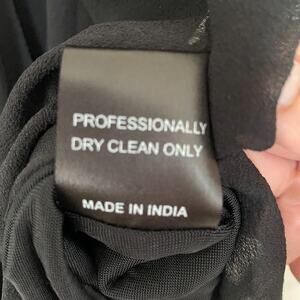 PROFESSIONALLY
DRY CLEAN ONLY
MADE IN INDIA